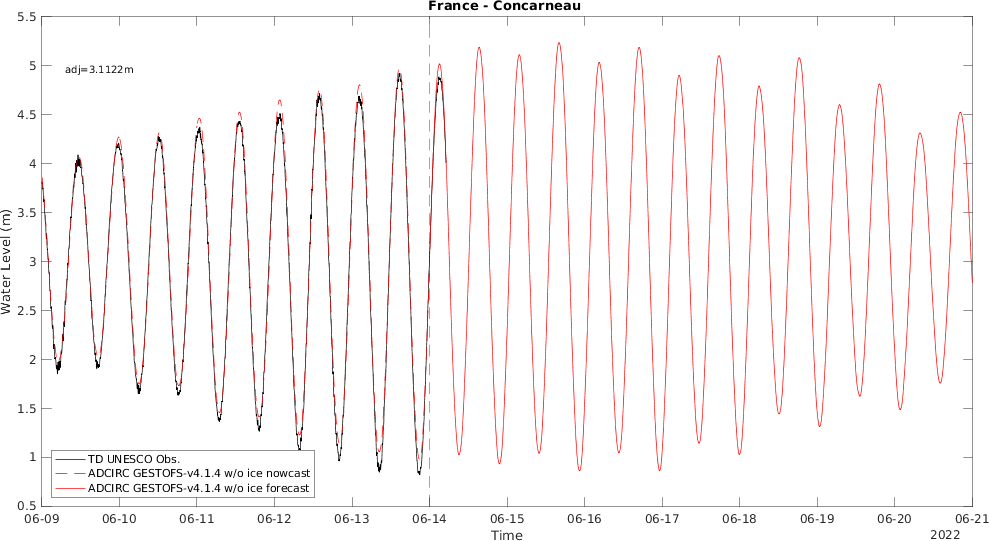 France - Concarneau
5.5
5
4.5
4
3.5
3
2.5
2
1.5
1
0.5
Water Level (m)
adj=3.1122m
TD UNESCO Obs.
ADCIRC GESTOFS-v4.1.4 w/o ice nowcast
ADCIRC GESTOFS-v4.1.4 w/o ice forecast
06-09 06-10 06-11 06-12 06-13 06-14 06-15 06-16 06-17 06-18 06-19 06-20 06-21
Time
2022